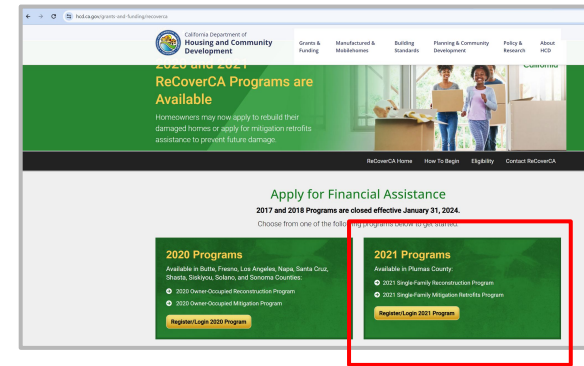 hcd.ca.gov/grants-and-funding/recoverca
California Department of
Housing and Community
Development
Grants &
Funding
Manufactured &
Mobilehomes
Building
Standards
Planning & Community
Development
Policy &
Research
About
HCD
2020 and 2021
ReCoverCA Programs are
Available
California
Homeowners may now apply to rebuild their
damaged homes or apply for mitigation retrofits
assistance to prevent future damage.
ReCoverCA Home How To Begin Eligibility Contact ReCoverCA
Apply for Financial Assistance
2017 and 2018 Programs are closed effective January 31, 2024.
Choose from one of the following programs below to get started.
2020 Programs
Available in Butte, Fresno, Los Angeles, Napa, Santa Cruz,
Shasta, Siskiyou, Solano, and Sonoma Counties:
2020 Owner-Occupied Reconstruction Program
2020 Owner-Occupied Mitigation Program
Register/Login 2020 Program
2021 Programs
Available in Plumas County:
2021 Single-Family Reconstruction Program
2021 Single-Family Mitigation Retrofits Program
Register/Login 2021 Program